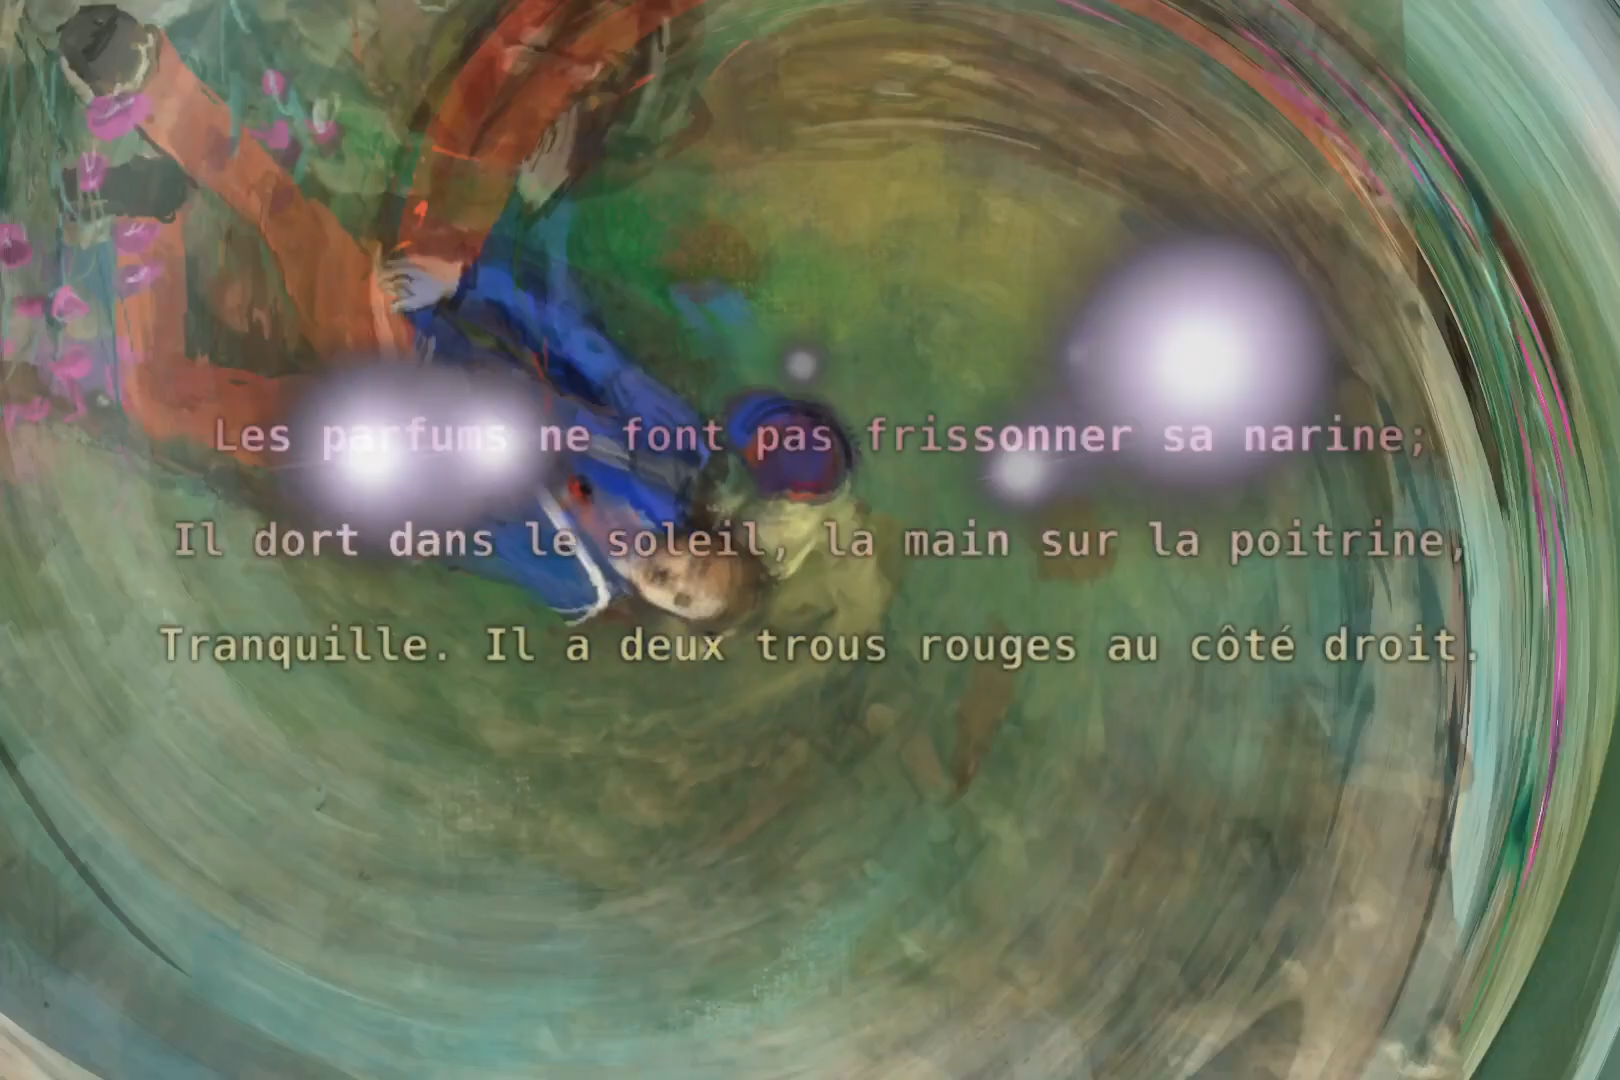 Les parfums ne font pas frissonner sa narine;
Il dort dans le soleil, la main sur la poitrine,
Tranquille. Il a deux trous rouges au côté droit.